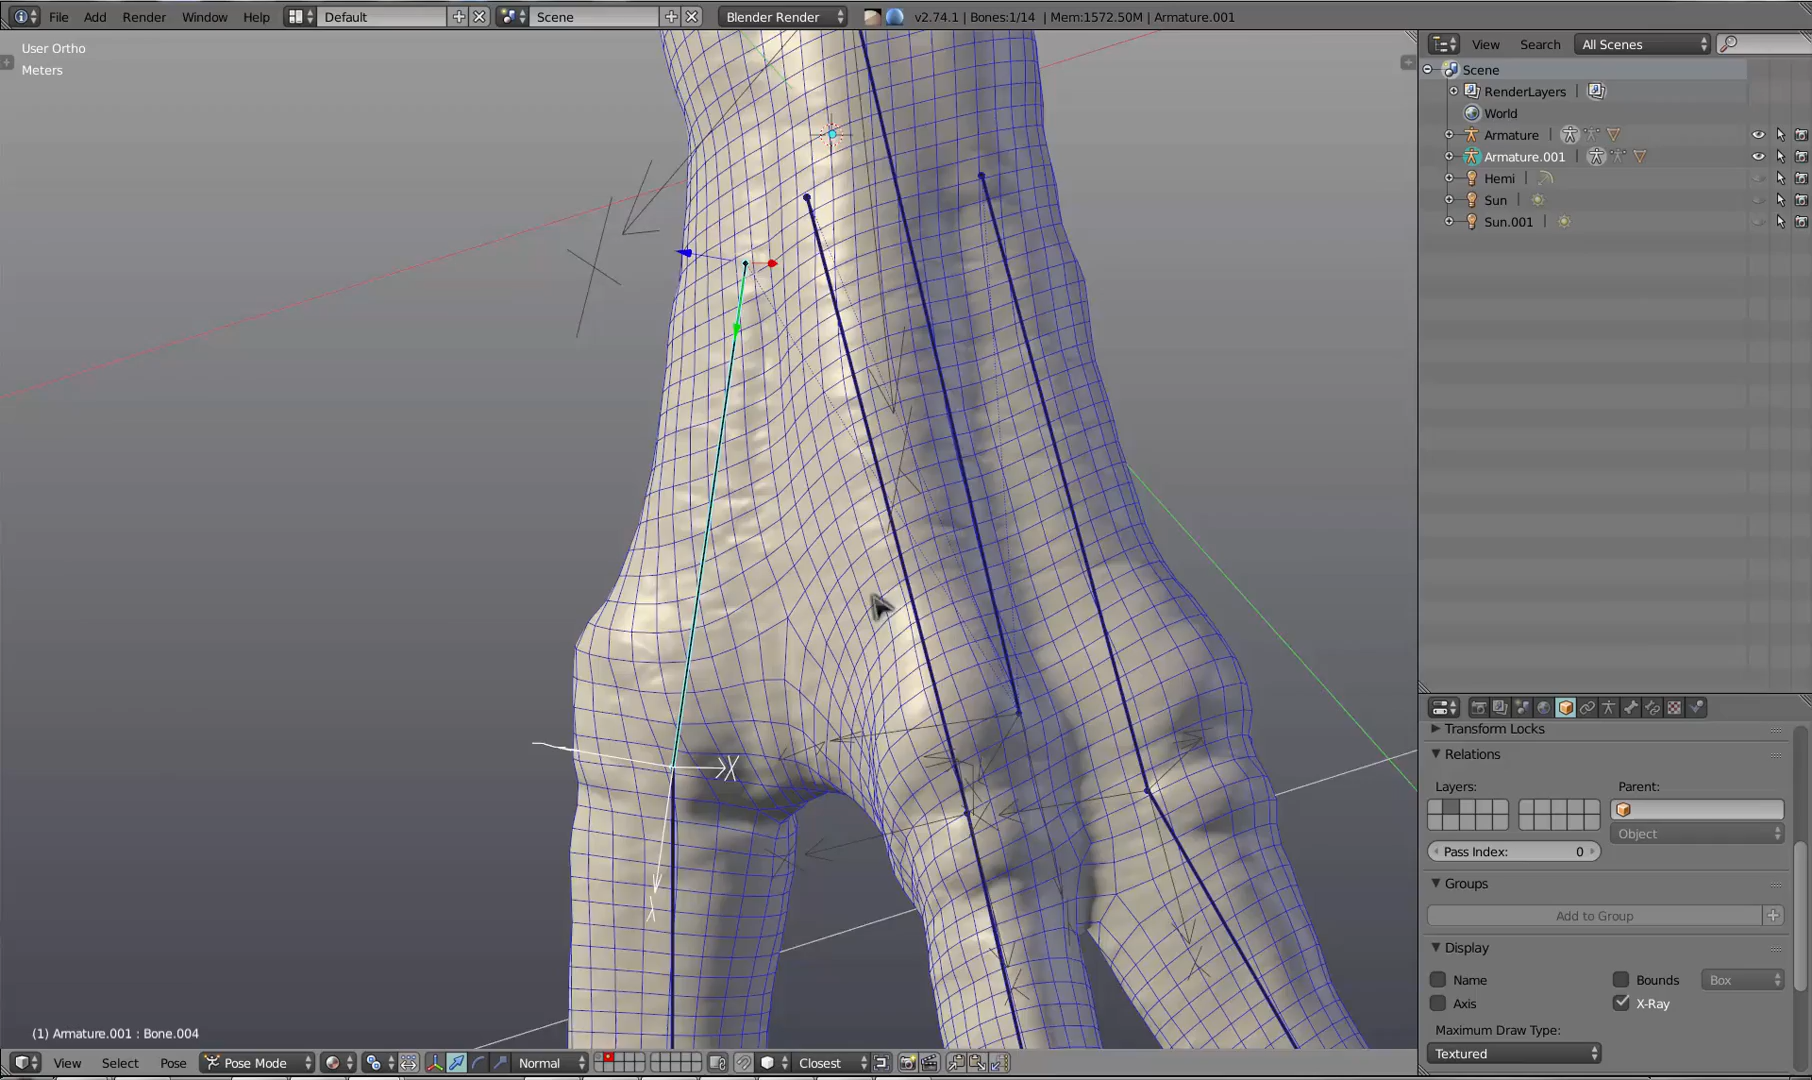 File Add Render Window Help Default Scene Blender Render v2.74.1 | Bones:1/14 | Mem:1572.50M | Armature.001
User Ortho
Meters
View Search All Scenes
Scene
RenderLayers
World
Armature
Armature.001
Hemi
Sun
Sun.001
Transform Locks
Relations
Layers: Parent:
Object
Pass Index: 0
Groups
Add to Group
Display
Name Bounds Box
Axis X-Ray
Maximum Draw Type:
Textured
(1) Armature.001 : Bone.004
View Select Pose Pose Mode Normal Closest